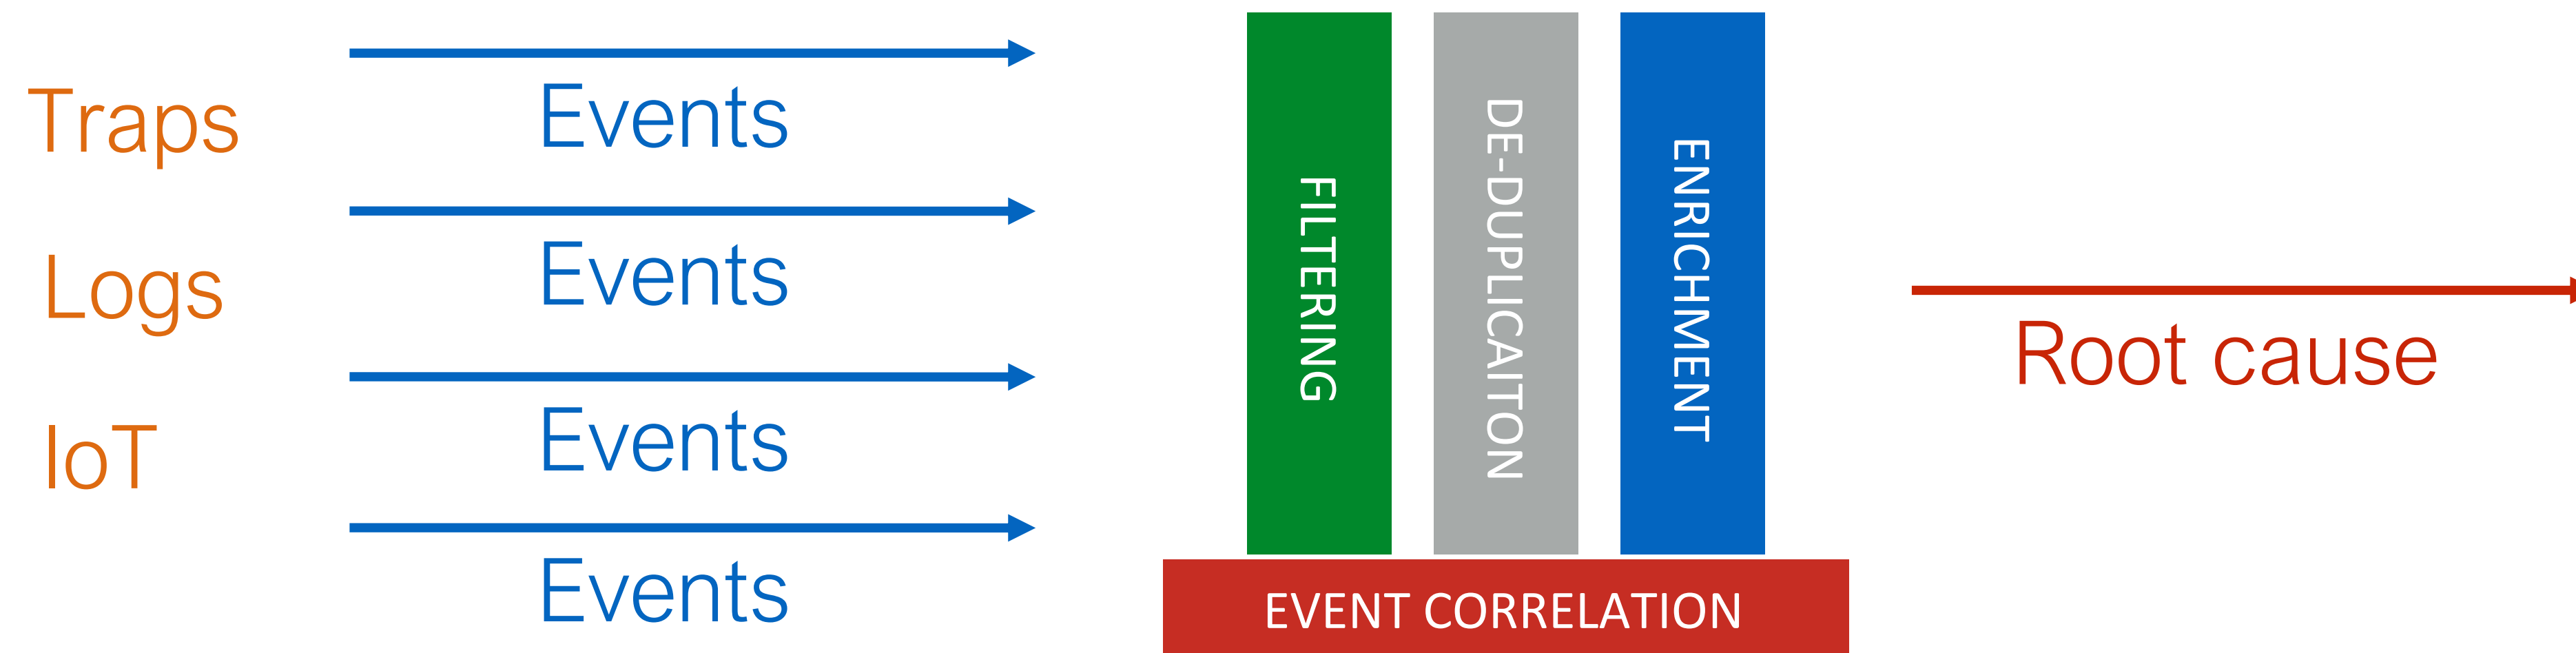 Traps
Logs
IoT
Events
Events
Events
Events
FILTERING
DE-DUPLICAITON
ENRICHMENT
EVENT CORRELATION
Root cause